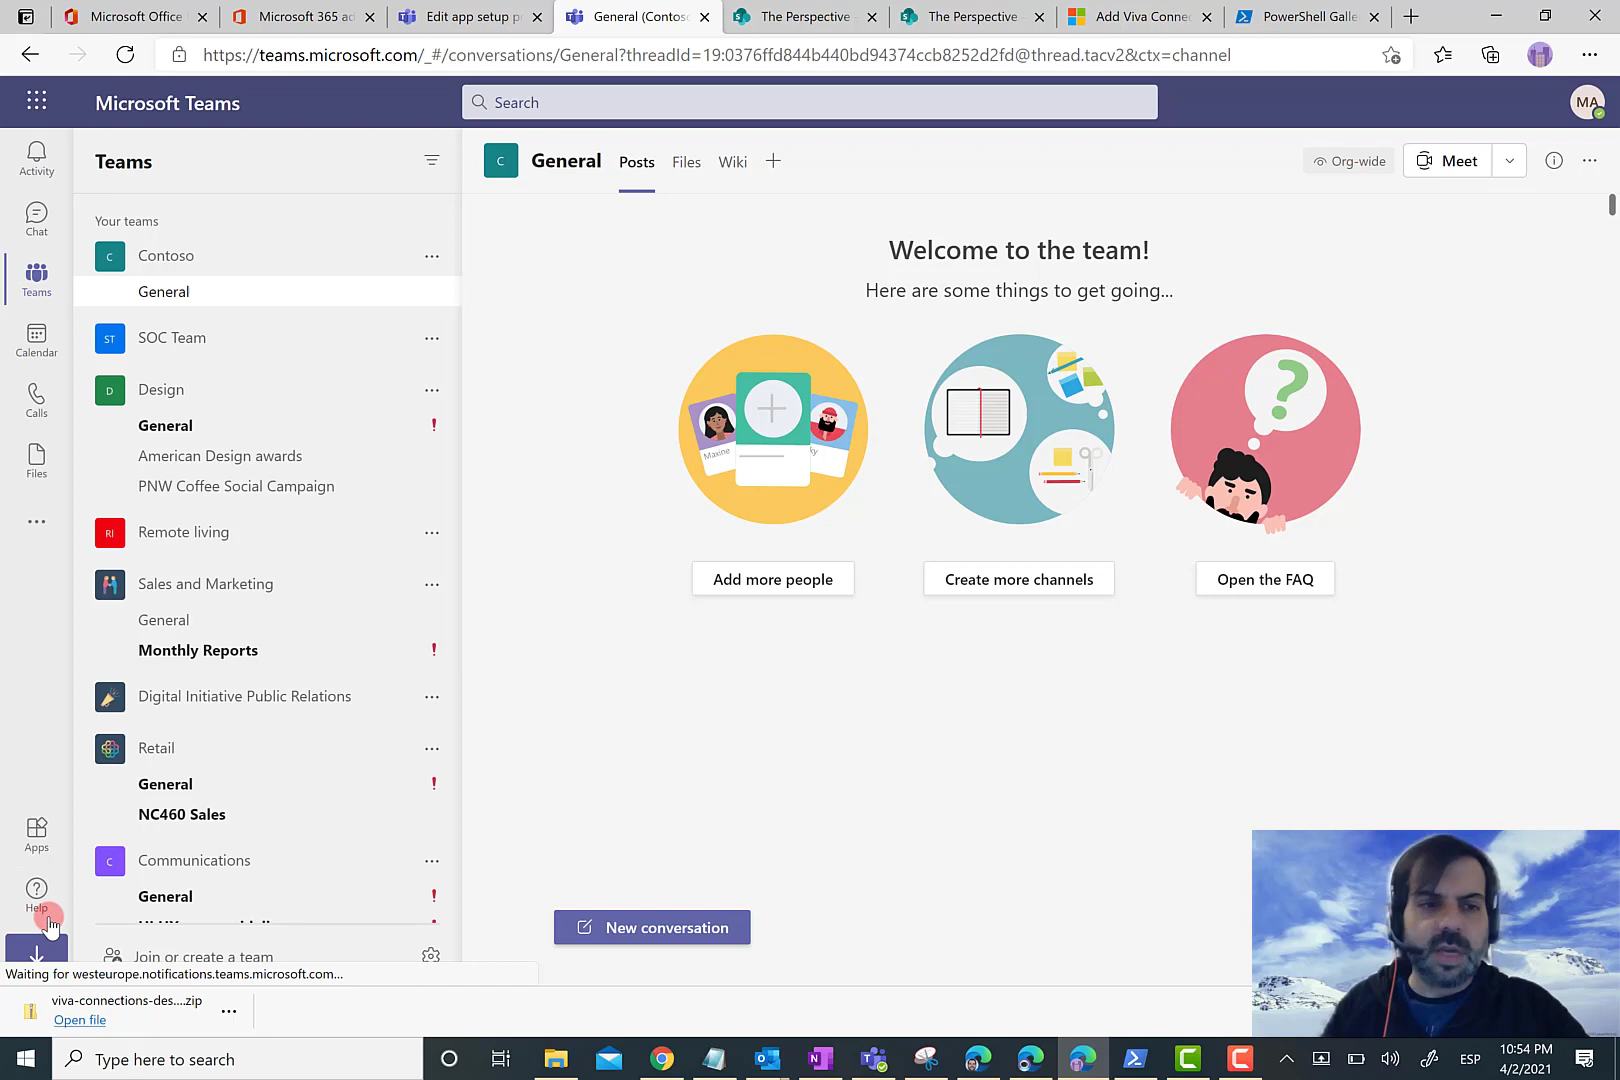 Microsoft Office
Microsoft 365 ad
Edit app setup p
General (Contos
The Perspective
The Perspective
Add Viva Connec
PowerShell Galle
https://teams.microsoft.com/_#/conversations/General?threadId=19:0376ffd844b440bd94374ccb8252d2fd@thread.tacv2&ctx=channel
Microsoft Teams
Search
MA
Activity
Chat
Teams
Calendar
Calls
Files
Apps
Help
Teams
Your teams
C Contoso
General
ST SOC Team
D Design
General !
American Design awards
PNW Coffee Social Campaign
RI Remote living
Sales and Marketing
General
Monthly Reports !
Digital Initiative Public Relations
Retail
General !
NC460 Sales
C Communications
General !
Join or create a team
C General Posts Files Wiki
Org-wide
Meet
Welcome to the team!
Here are some things to get going...
Maxine
ky
Add more people
Create more channels
Open the FAQ
New conversation
Waiting for westeurope.notifications.teams.microsoft.com...
viva-connections-des....zip
Open file
Type here to search
ESP
10:54 PM
4/2/2021